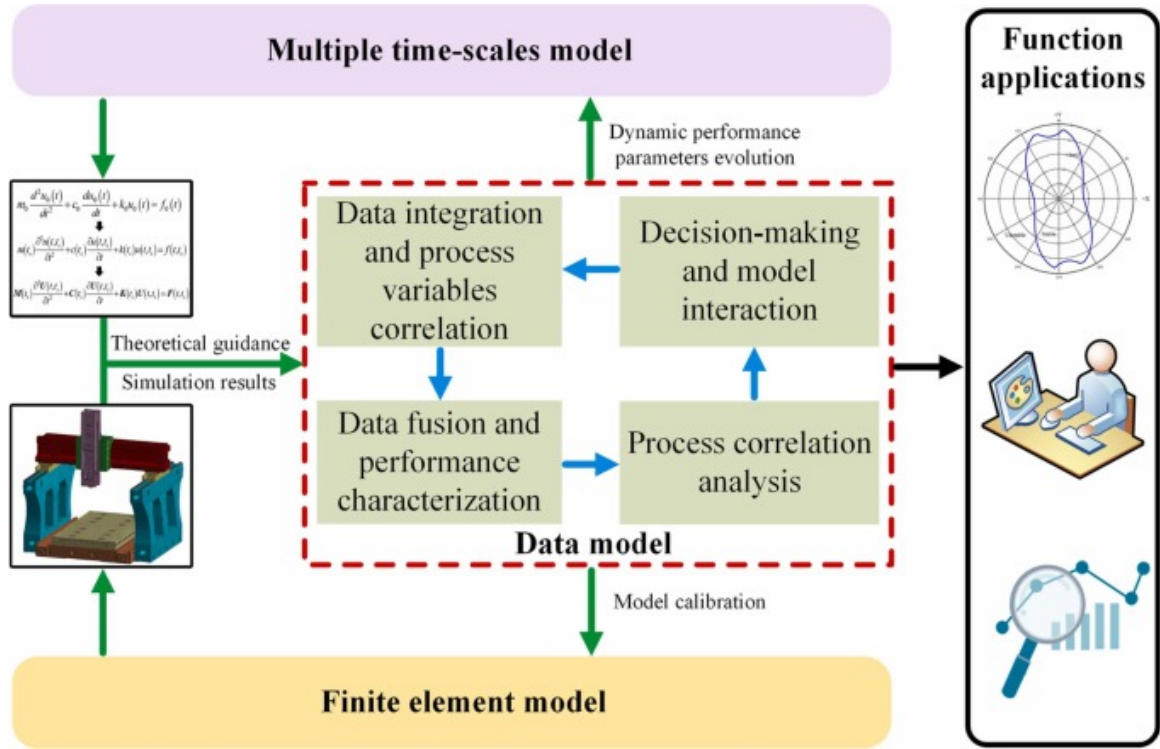 Multiple time-scales model
Function
applications
Dynamic performance
parameters evolution
Data integration
and process
variables
correlation
Decision-making
and model
interaction
Theoretical guidance
Simulation results
Data fusion and
performance
characterization
Process correlation
analysis
Data model
Model calibration
Finite element model